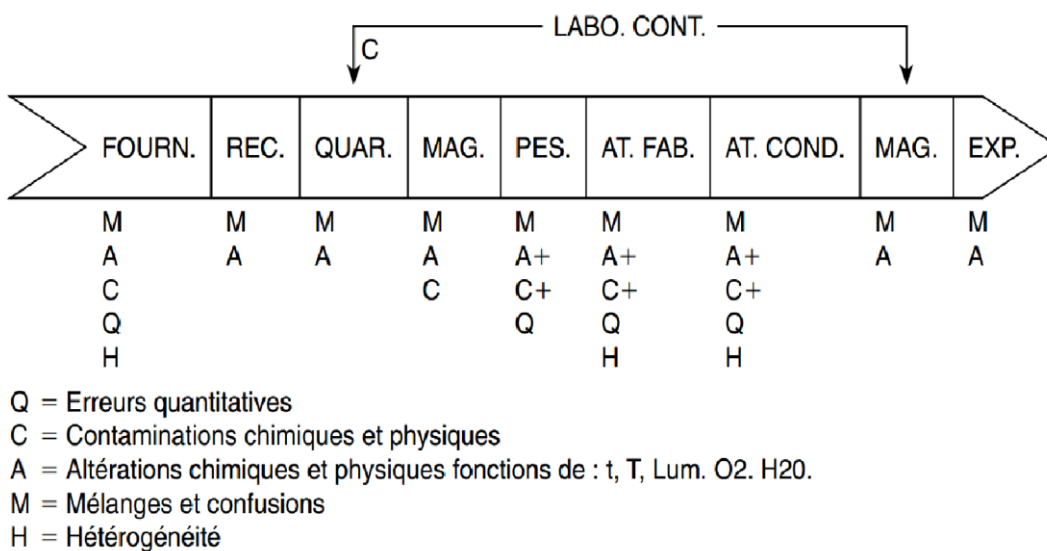 LABO. CONT.
C
FOURN. REC. QUAR. MAG. PES. AT. FAB. AT. COND. MAG. EXP.
M M M M M M M M M
A A A A A+ A+ A+ A A
C C C+ C+ C+
Q Q Q Q
H H H
Q = Erreurs quantitatives
C = Contaminations chimiques et physiques
A = Altérations chimiques et physiques fonctions de : t, T, Lum. O2. H20.
M = Mélanges et confusions
H = Hétérogénéité